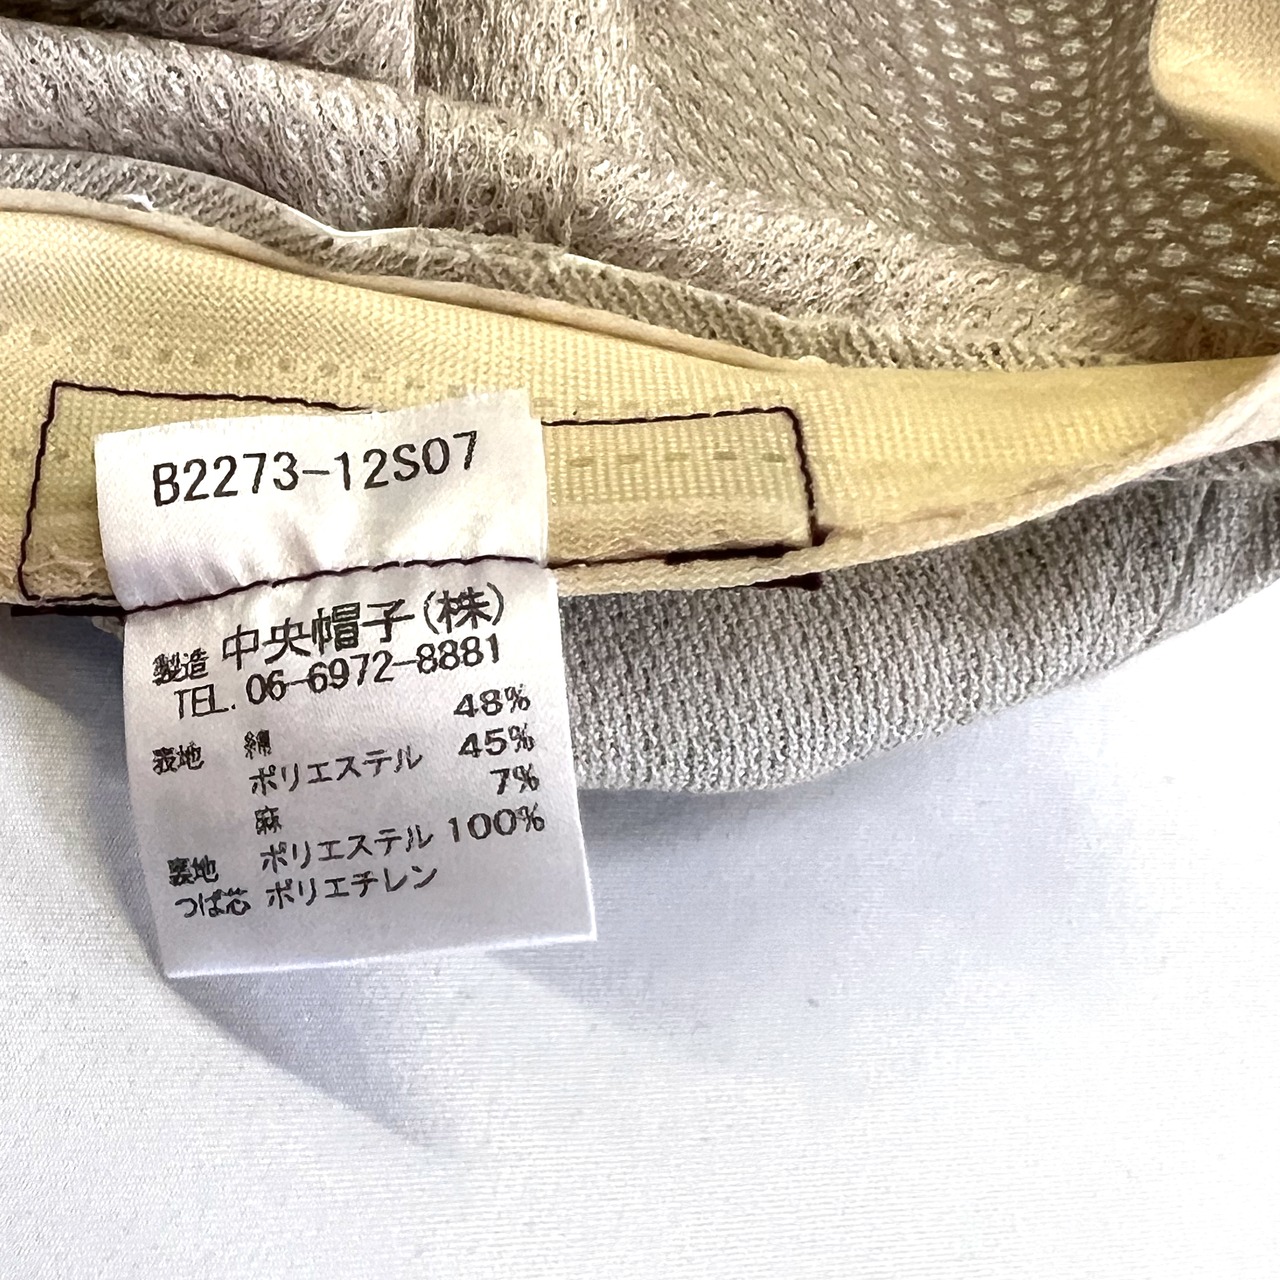 B2273-12S07
製造 中央帽子(株)
TEL. 06-6972-8881
表地 綿 48%
ポリエステル 45%
麻 7%
裏地 ポリエステル 100%
つば芯 ポリエチレン